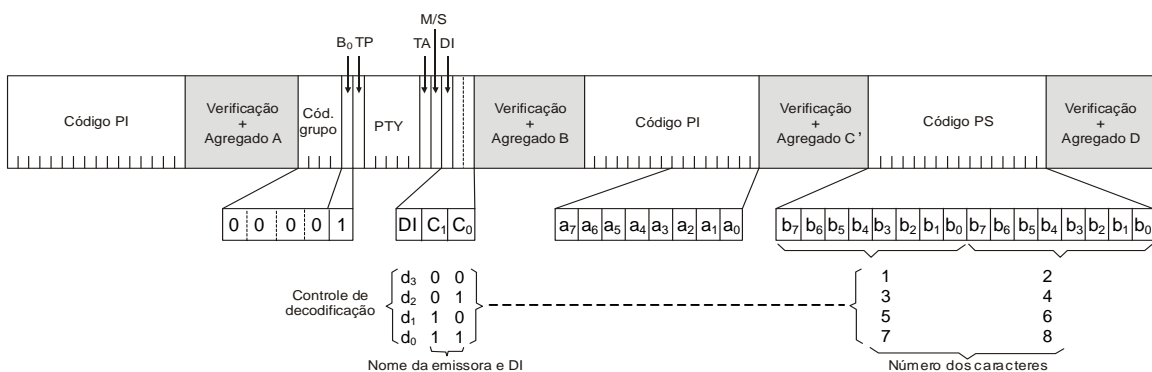 M/S
B₀ TP TA DI
Código PI
Verificação + Agregado A
Cód. grupo
PTY
Verificação + Agregado B
Código PI
Verificação + Agregado C'
Código PS
Verificação + Agregado D
0 0 0 0 1
DI C₁ C₀
a₇ a₆ a₅ a₄ a₃ a₂ a₁ a₀
b₇ b₆ b₅ b₄ b₃ b₂ b₁ b₀ b₇ b₆ b₅ b₄ b₃ b₂ b₁ b₀
Controle de decodificação
d₃ 0 0
d₂ 0 1
d₁ 1 0
d₀ 1 1
1 2
3 4
5 6
7 8
Nome da emissora e DI
Número dos caracteres